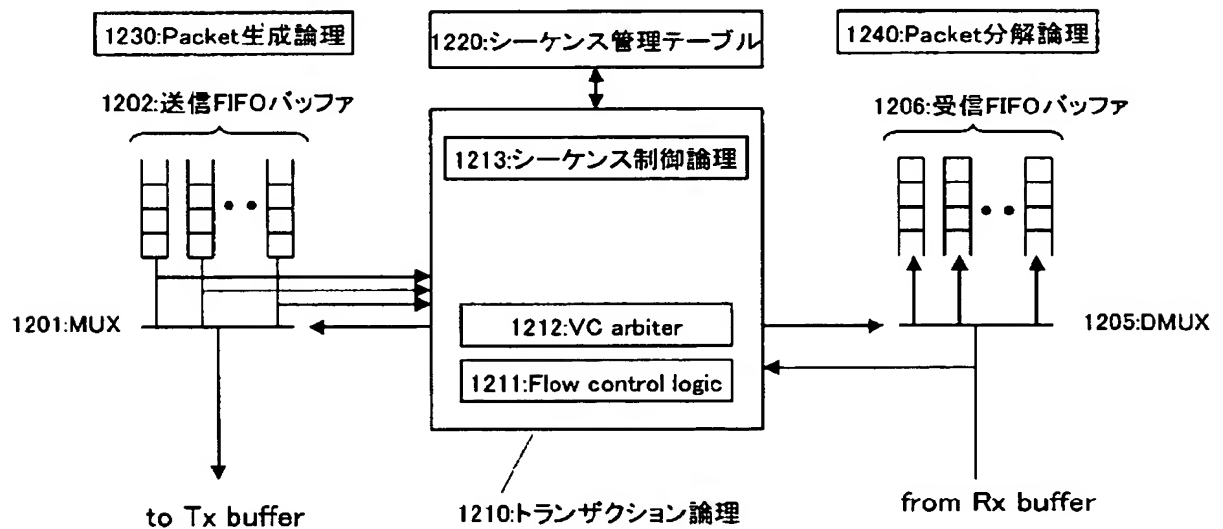 1230:Packet生成論理
1220:シーケンス管理テーブル
1240:Packet分解論理
1202:送信FIFOバッファ
1206:受信FIFOバッファ
1213:シーケンス制御論理
1201:MUX
1212:VC arbiter
1205:DMUX
1211:Flow control logic
to Tx buffer
1210:トランザクション論理
from Rx buffer